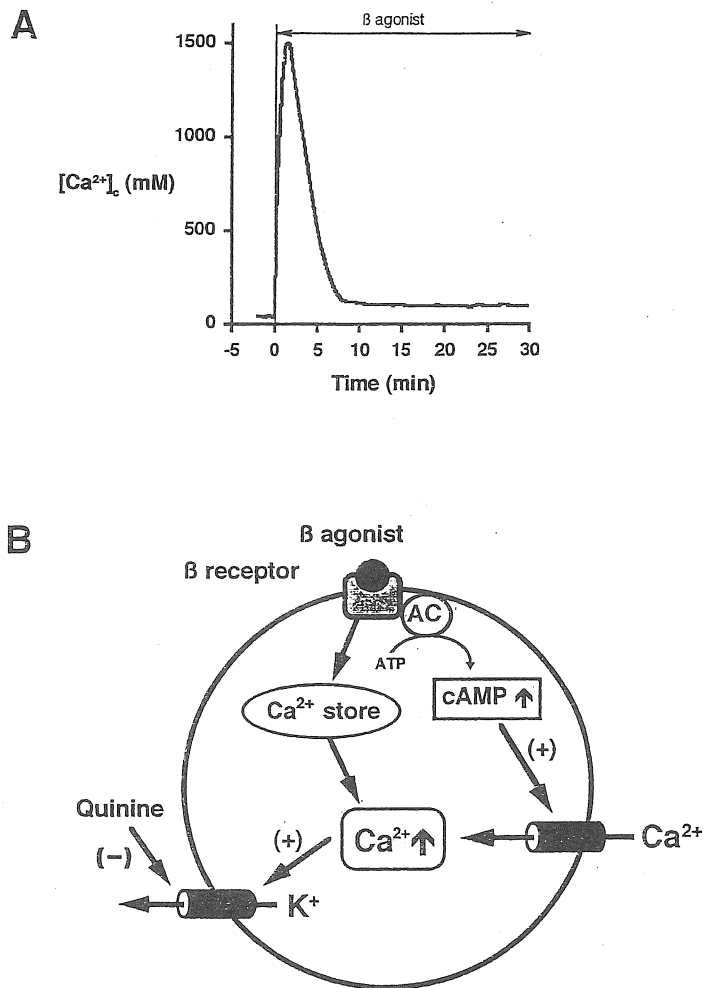 A
ß agonist
1500
1000
[Ca²⁺]c (mM)
500
0
-5 0 5 10 15 20 25 30
Time (min)
B
ß agonist
ß receptor
AC
ATP
Ca²⁺ store
cAMP ↑
(+)
Quinine
(+)
Ca²⁺ ↑
Ca²⁺
(−)
K⁺